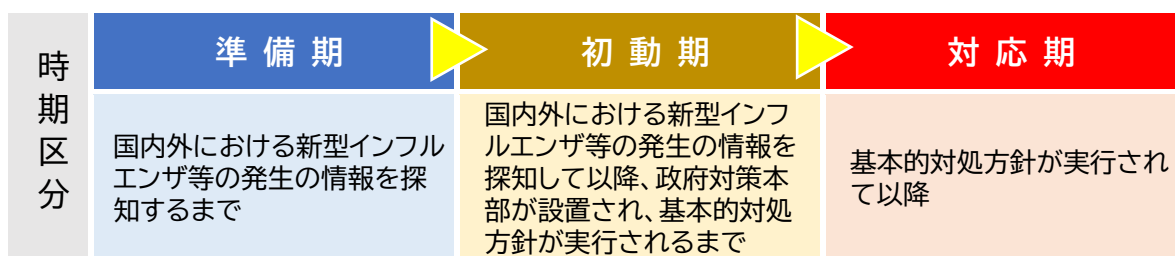 時期区分
準備期
初動期
対応期
国内外における新型インフル
エンザ等の発生の情報を探
知するまで
国内外における新型インフ
ルエンザ等の発生の情報を
探知して以降、政府対策本
部が設置され、基本的対処
方針が実行されるまで
基本的対処方針が実行され
て以降